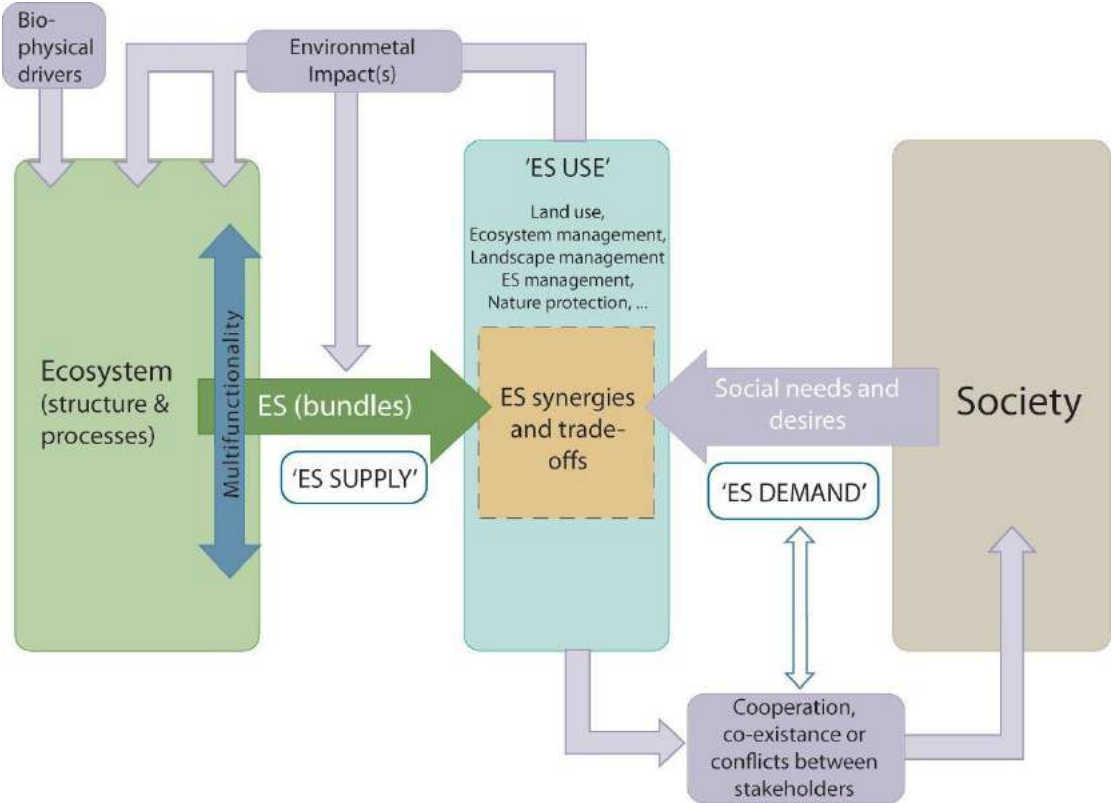 Bio-
physical
drivers
Environmetal
Impact(s)
'ES USE'
Land use,
Ecosystem management,
Landscape management
ES management,
Nature protection, ...
Ecosystem
(structure &
processes)
Multifunctionality
ES (bundles)
'ES SUPPLY'
ES synergies
and trade-
offs
Social needs and
desires
'ES DEMAND'
Society
Cooperation,
co-existance or
conflicts between
stakeholders